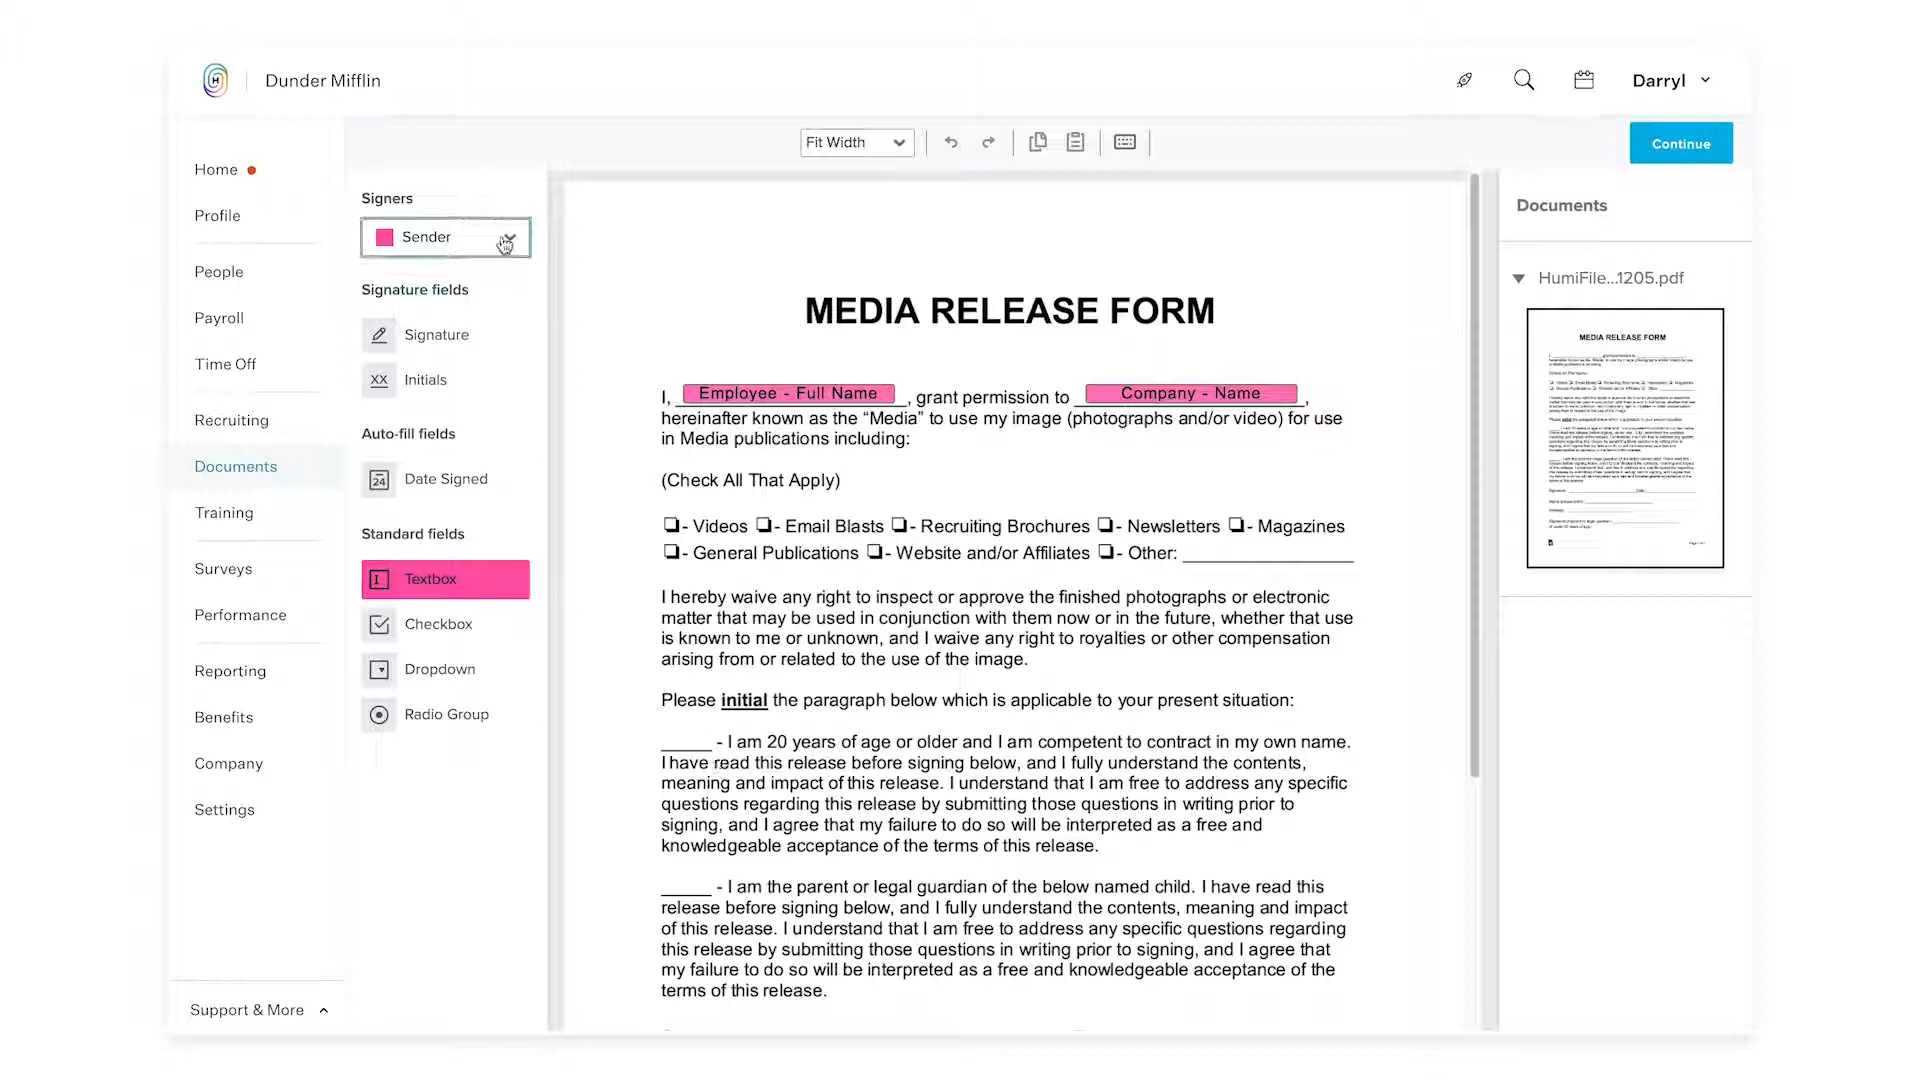 H
Dunder Mifflin
Darryl
Fit Width
Continue
Home
Profile
People
Payroll
Time Off
Recruiting
Documents
Training
Surveys
Performance
Reporting
Benefits
Company
Settings
Support & More
Signers
Sender
Signature fields
Signature
XX Initials
Auto-fill fields
24 Date Signed
Standard fields
Textbox
Checkbox
Dropdown
Radio Group
MEDIA RELEASE FORM
I, Employee - Full Name, grant permission to Company - Name,
hereinafter known as the “Media” to use my image (photographs and/or video) for use
in Media publications including:
(Check All That Apply)
❏- Videos ❏- Email Blasts ❏- Recruiting Brochures ❏- Newsletters ❏- Magazines
❏- General Publications ❏- Website and/or Affiliates ❏- Other: _________________
I hereby waive any right to inspect or approve the finished photographs or electronic
matter that may be used in conjunction with them now or in the future, whether that use
is known to me or unknown, and I waive any right to royalties or other compensation
arising from or related to the use of the image.
Please initial the paragraph below which is applicable to your present situation:
_____ - I am 20 years of age or older and I am competent to contract in my own name.
I have read this release before signing below, and I fully understand the contents,
meaning and impact of this release. I understand that I am free to address any specific
questions regarding this release by submitting those questions in writing prior to
signing, and I agree that my failure to do so will be interpreted as a free and
knowledgeable acceptance of the terms of this release.
_____ - I am the parent or legal guardian of the below named child. I have read this
release before signing below, and I fully understand the contents, meaning and impact
of this release. I understand that I am free to address any specific questions regarding
this release by submitting those questions in writing prior to signing, and I agree that
my failure to do so will be interpreted as a free and knowledgeable acceptance of the
terms of this release.
Documents
HumiFile...1205.pdf
MEDIA RELEASE FORM